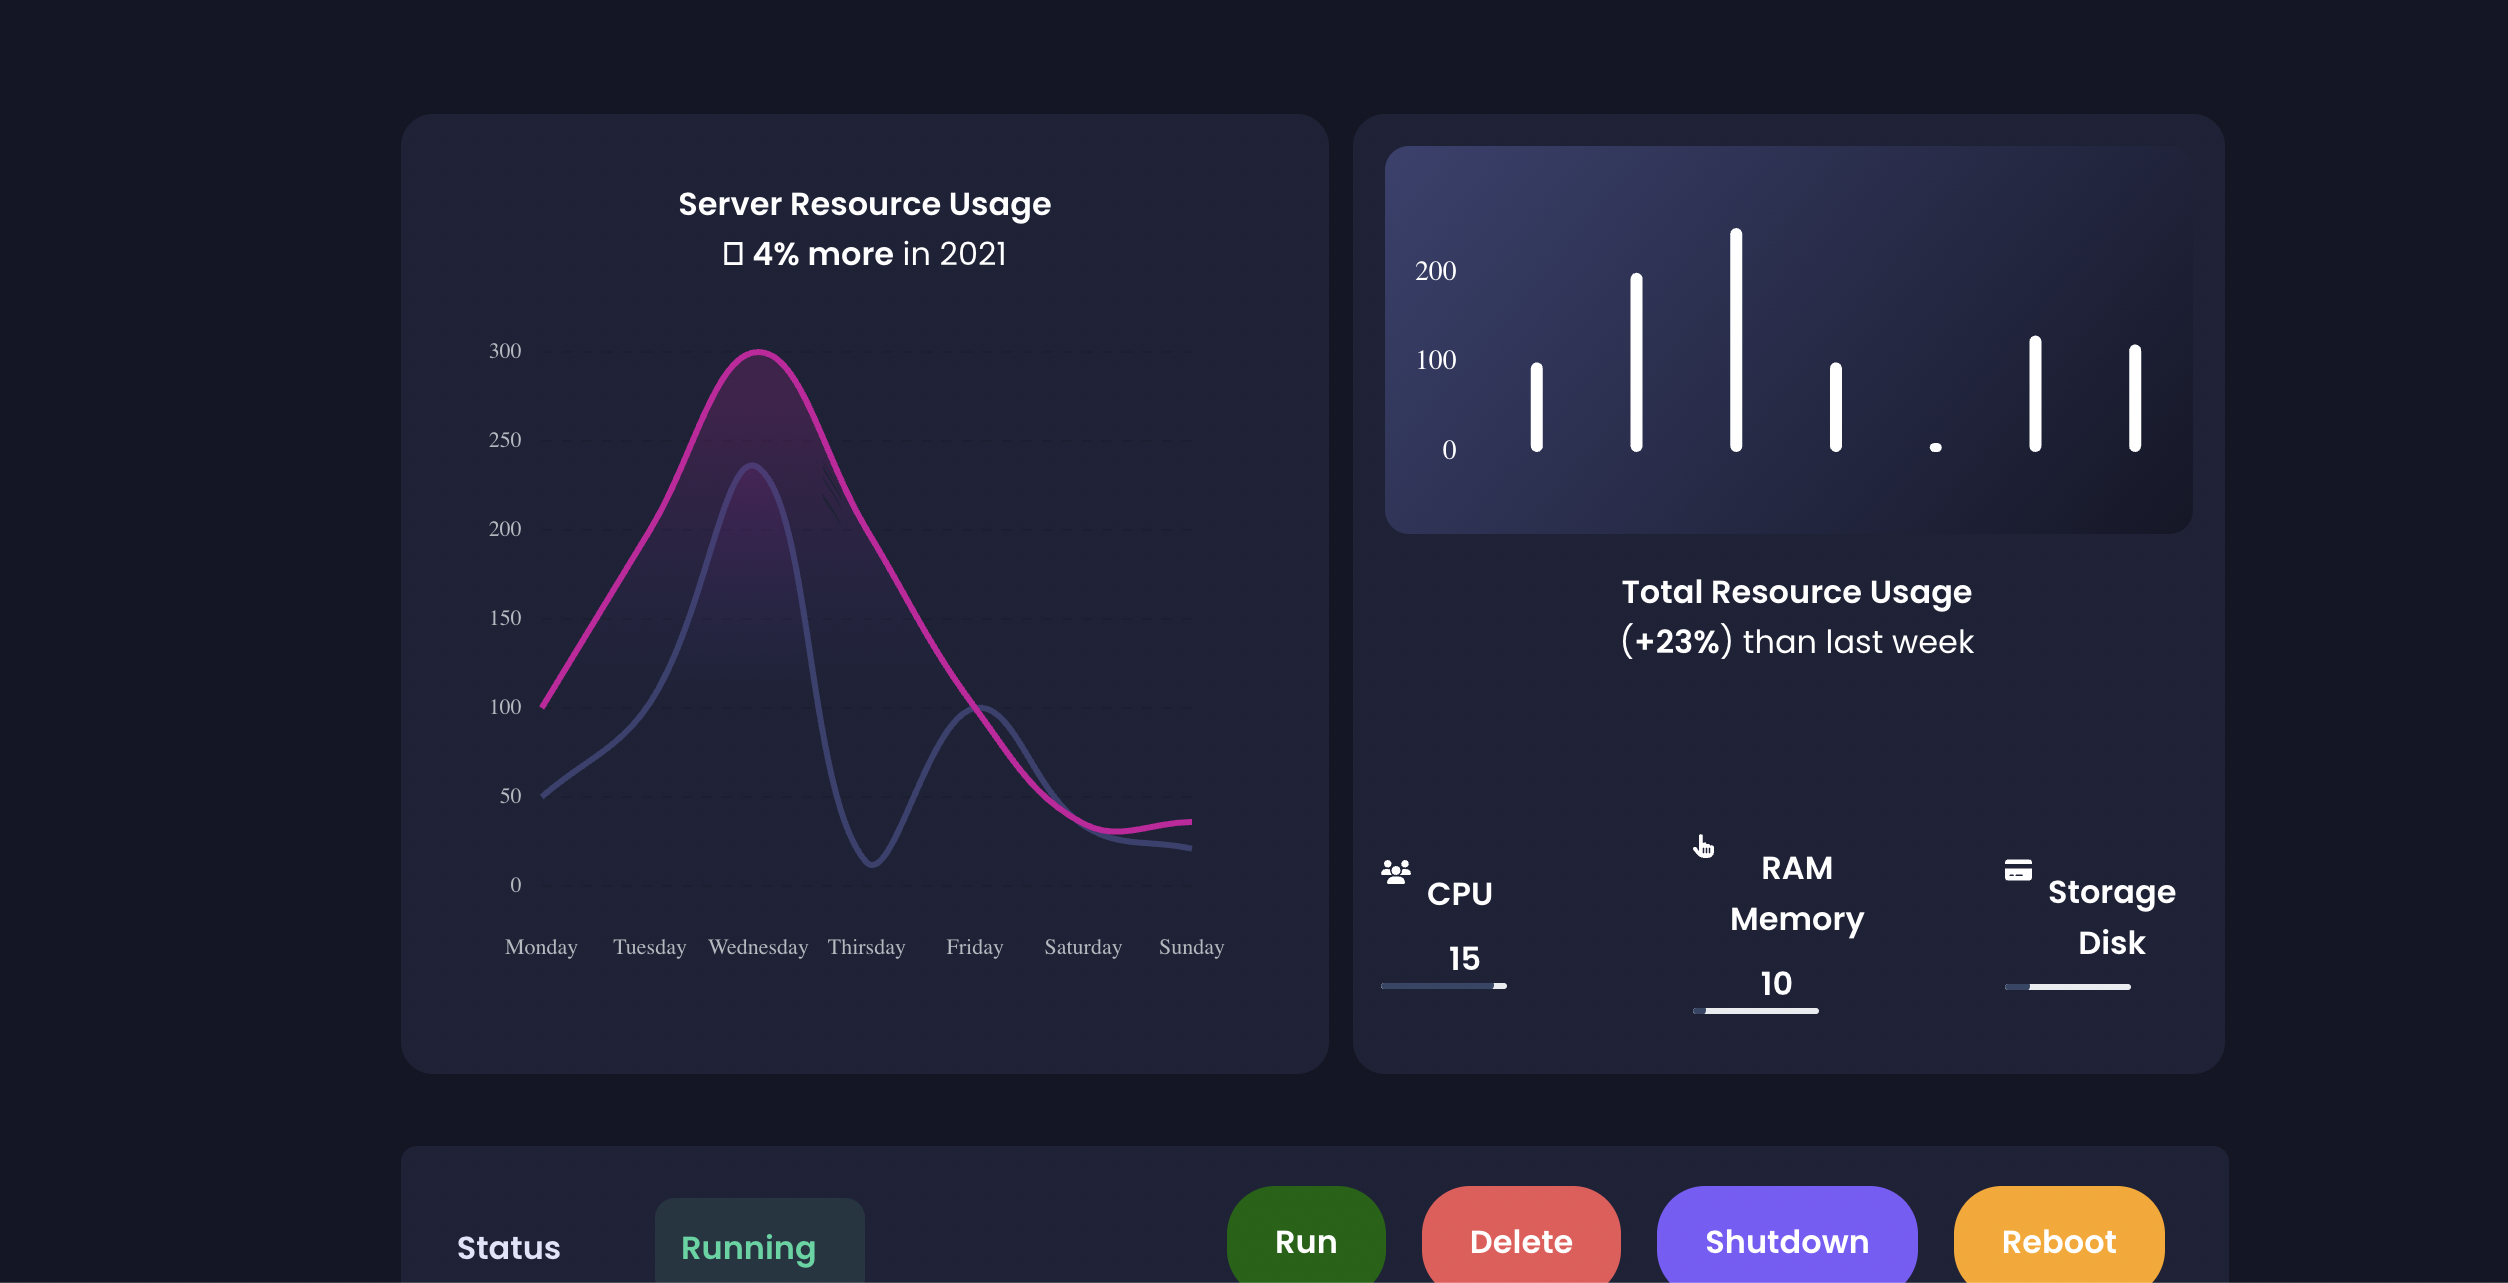 Server Resource Usage
4% more in 2021
300
250
200
150
100
50
0
Monday Tuesday Wednesday Thirsday Friday Saturday Sunday
200
100
0
Total Resource Usage
(+23%) than last week
CPU
15
RAM
Memory
10
Storage
Disk
Status Running Run Delete Shutdown Reboot